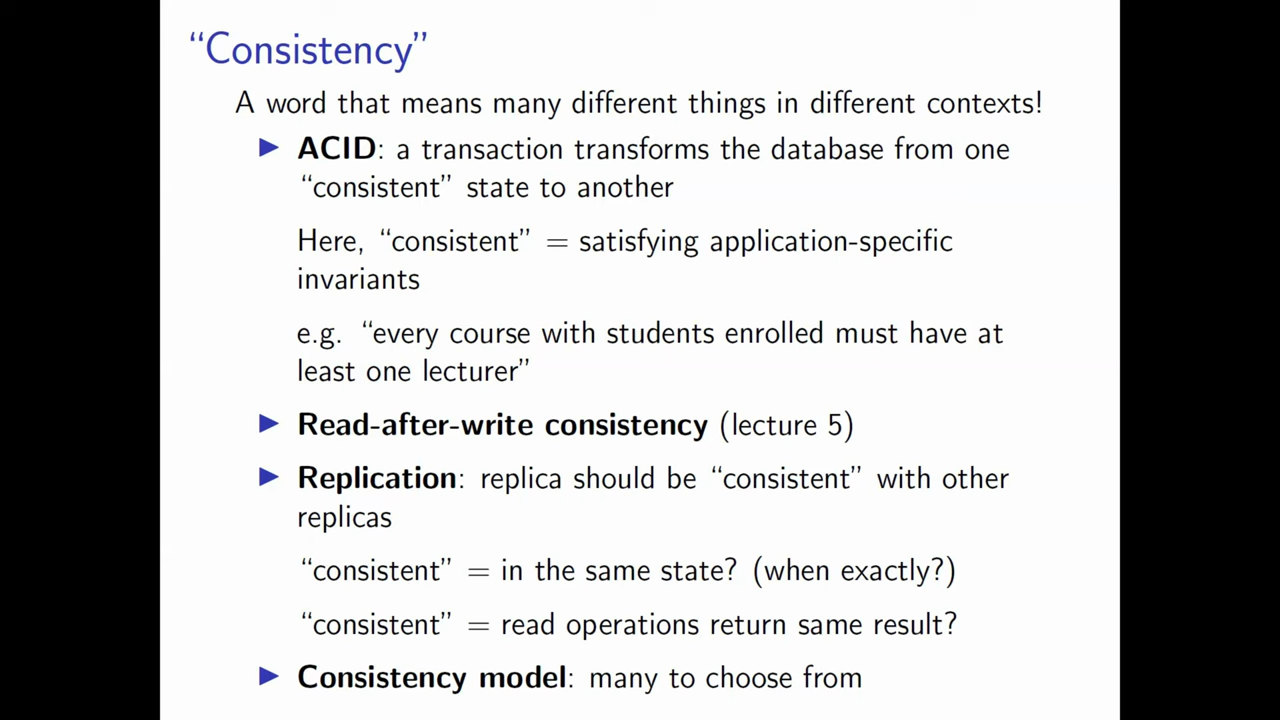 “Consistency”
A word that means many different things in different contexts!
▶ ACID: a transaction transforms the database from one
“consistent” state to another
Here, “consistent” = satisfying application-specific
invariants
e.g. “every course with students enrolled must have at
least one lecturer”
▶ Read-after-write consistency (lecture 5)
▶ Replication: replica should be “consistent” with other
replicas
“consistent” = in the same state? (when exactly?)
“consistent” = read operations return same result?
▶ Consistency model: many to choose from